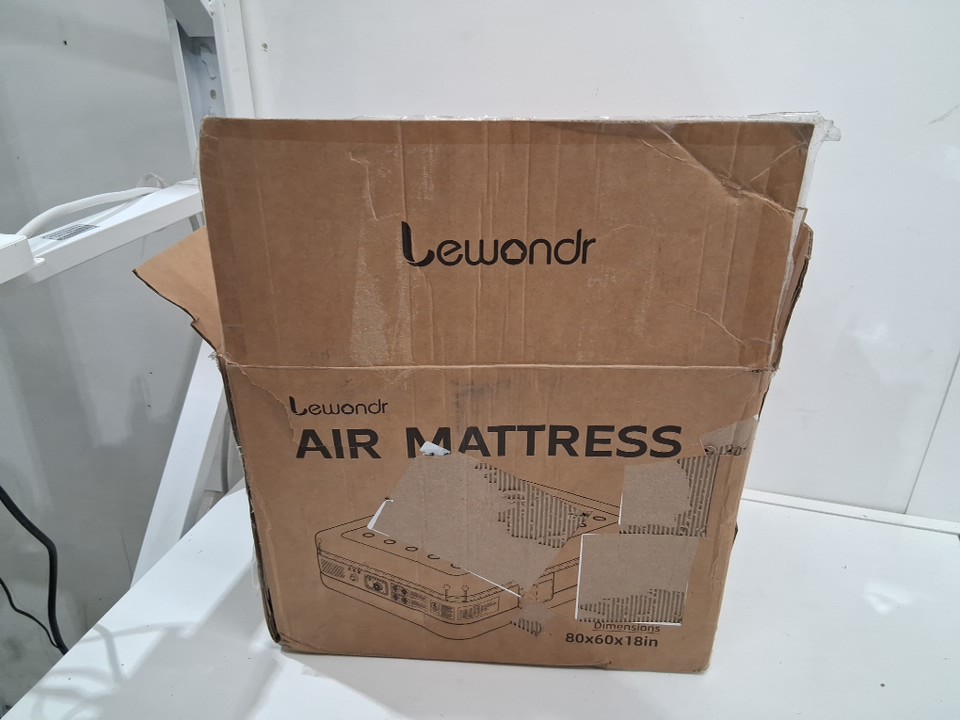 Lewondr
Lewondr
AIR MATTRESS
Dimensions
80x60x18in